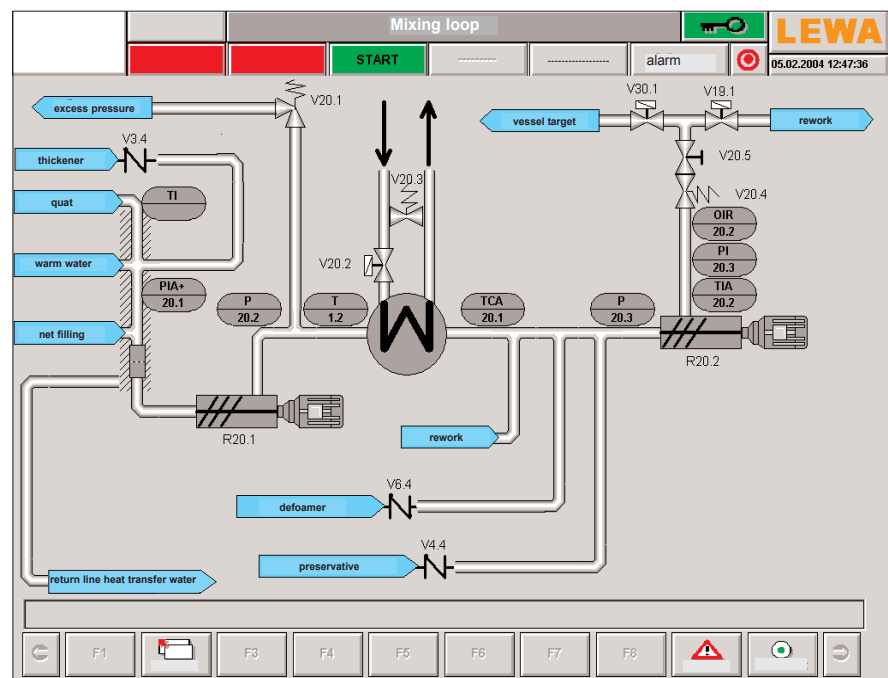 Mixing loop
LEWA
START
---------
-----------------
alarm
05.02.2004 12:47:36
excess pressure
V20.1
V30.1
V19.1
vessel target
rework
V3.4
thickener
V20.5
V20.3
quat
TI
V20.4
OIR
20.2
warm water
V20.2
PI
20.3
PIA+
20.1
P
20.2
T
1.2
TCA
20.1
P
20.3
TIA
20.2
net filling
R20.2
R20.1
rework
V6.4
defoamer
V4.4
preservative
return line heat transfer water
F1
F3
F4
F5
F6
F7
F8